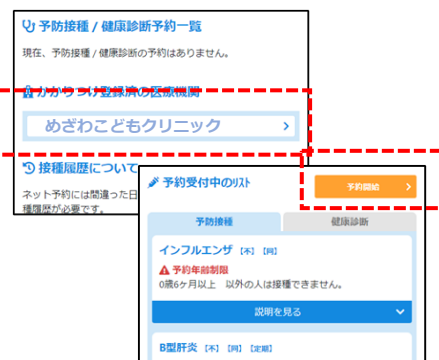 予防接種 / 健康診断予約一覧
現在、予防接種 / 健康診断の予約はありません。
かかりつけ登録済の医療機関
めざわこどもクリニック
接種履歴について
ネット予約には間違った日
種履歴が必要です。
予約受付中のリスト
予約開始
予防接種
健康診断
インフルエンザ 【不】【同】
予約年齢制限
0歳6ヶ月以上 以外の人は接種できません。
説明を見る
B型肝炎 【不】【同】【定期】